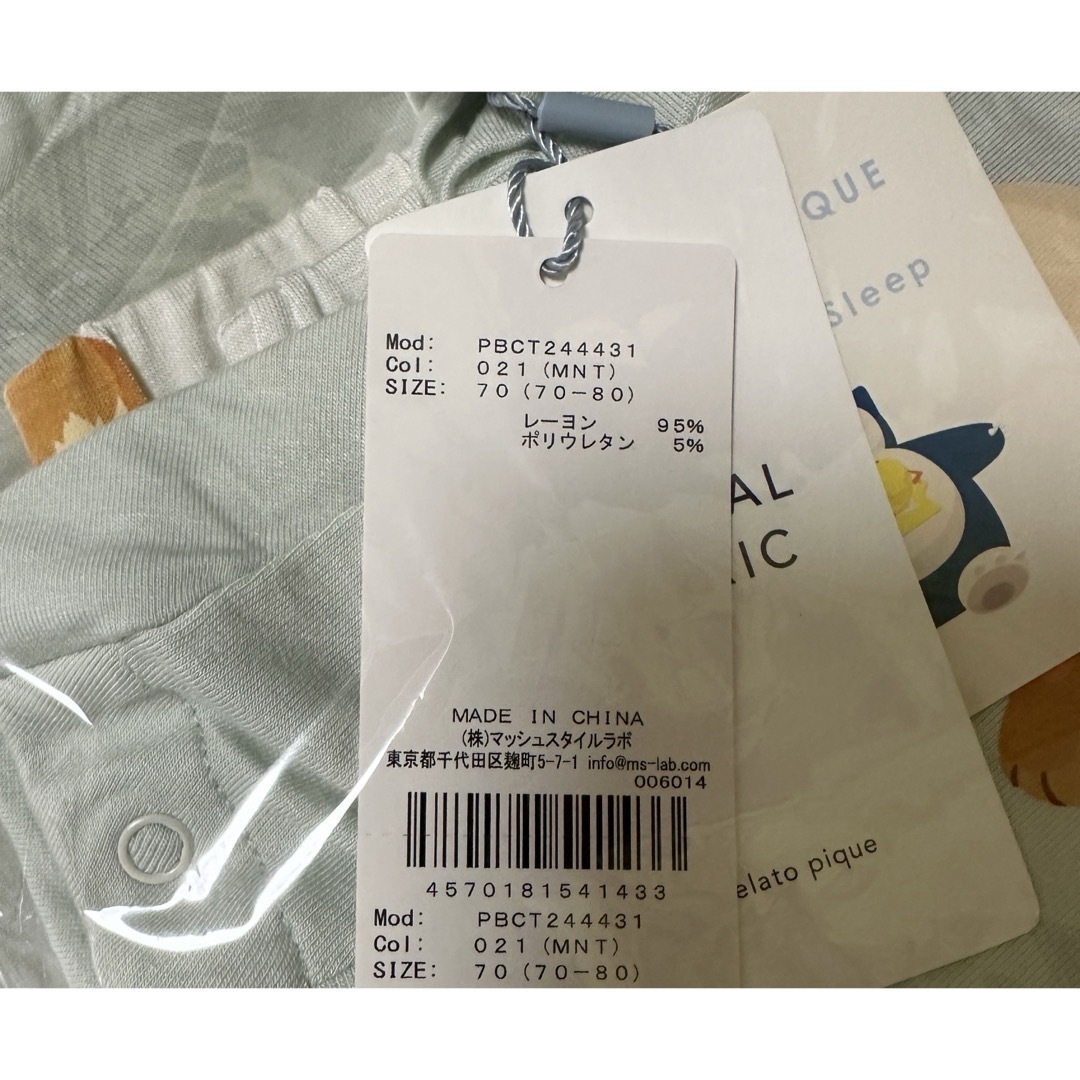 Mod: PBCT244431
Col: 021(MNT)
SIZE: 70(70-80)
レーヨン 95%
ポリウレタン 5%
MADE IN CHINA
(株)マッシュスタイルラボ
東京都千代田区麹町5-7-1 info@ms-lab.com
006014
4570181541433
Mod: PBCT244431
Col: 021(MNT)
SIZE: 70(70-80)
QUE
Sleep
AL
IC
elato pique